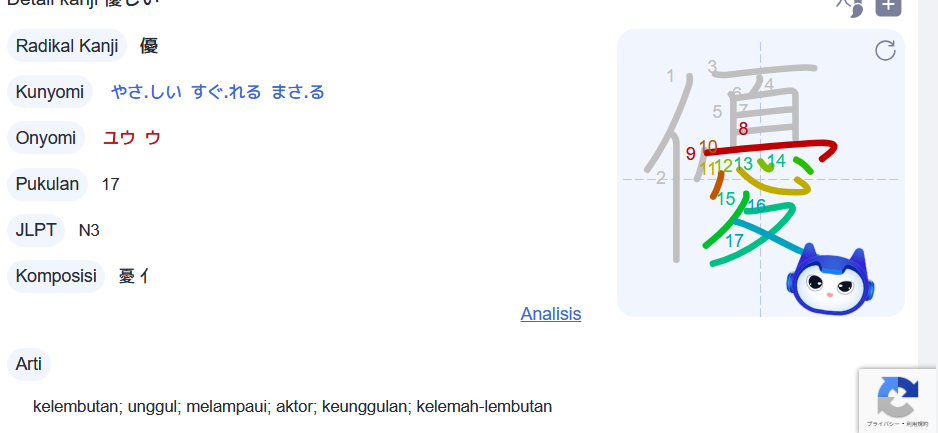 Detail kanji 優しい
Radikal Kanji 優
Kunyomi やさ.しい すぐ.れる まさ.る
Onyomi ユウ ウ
Pukulan 17
JLPT N3
Komposisi 憂 亻
Analisis
Arti
kelembutan; unggul; melampaui; aktor; keunggulan; kelemah-lembutan
1
3
4
6
5
7
8
10
9
11 12 13 14
2
15 16
17
プライバシー • 利用規約